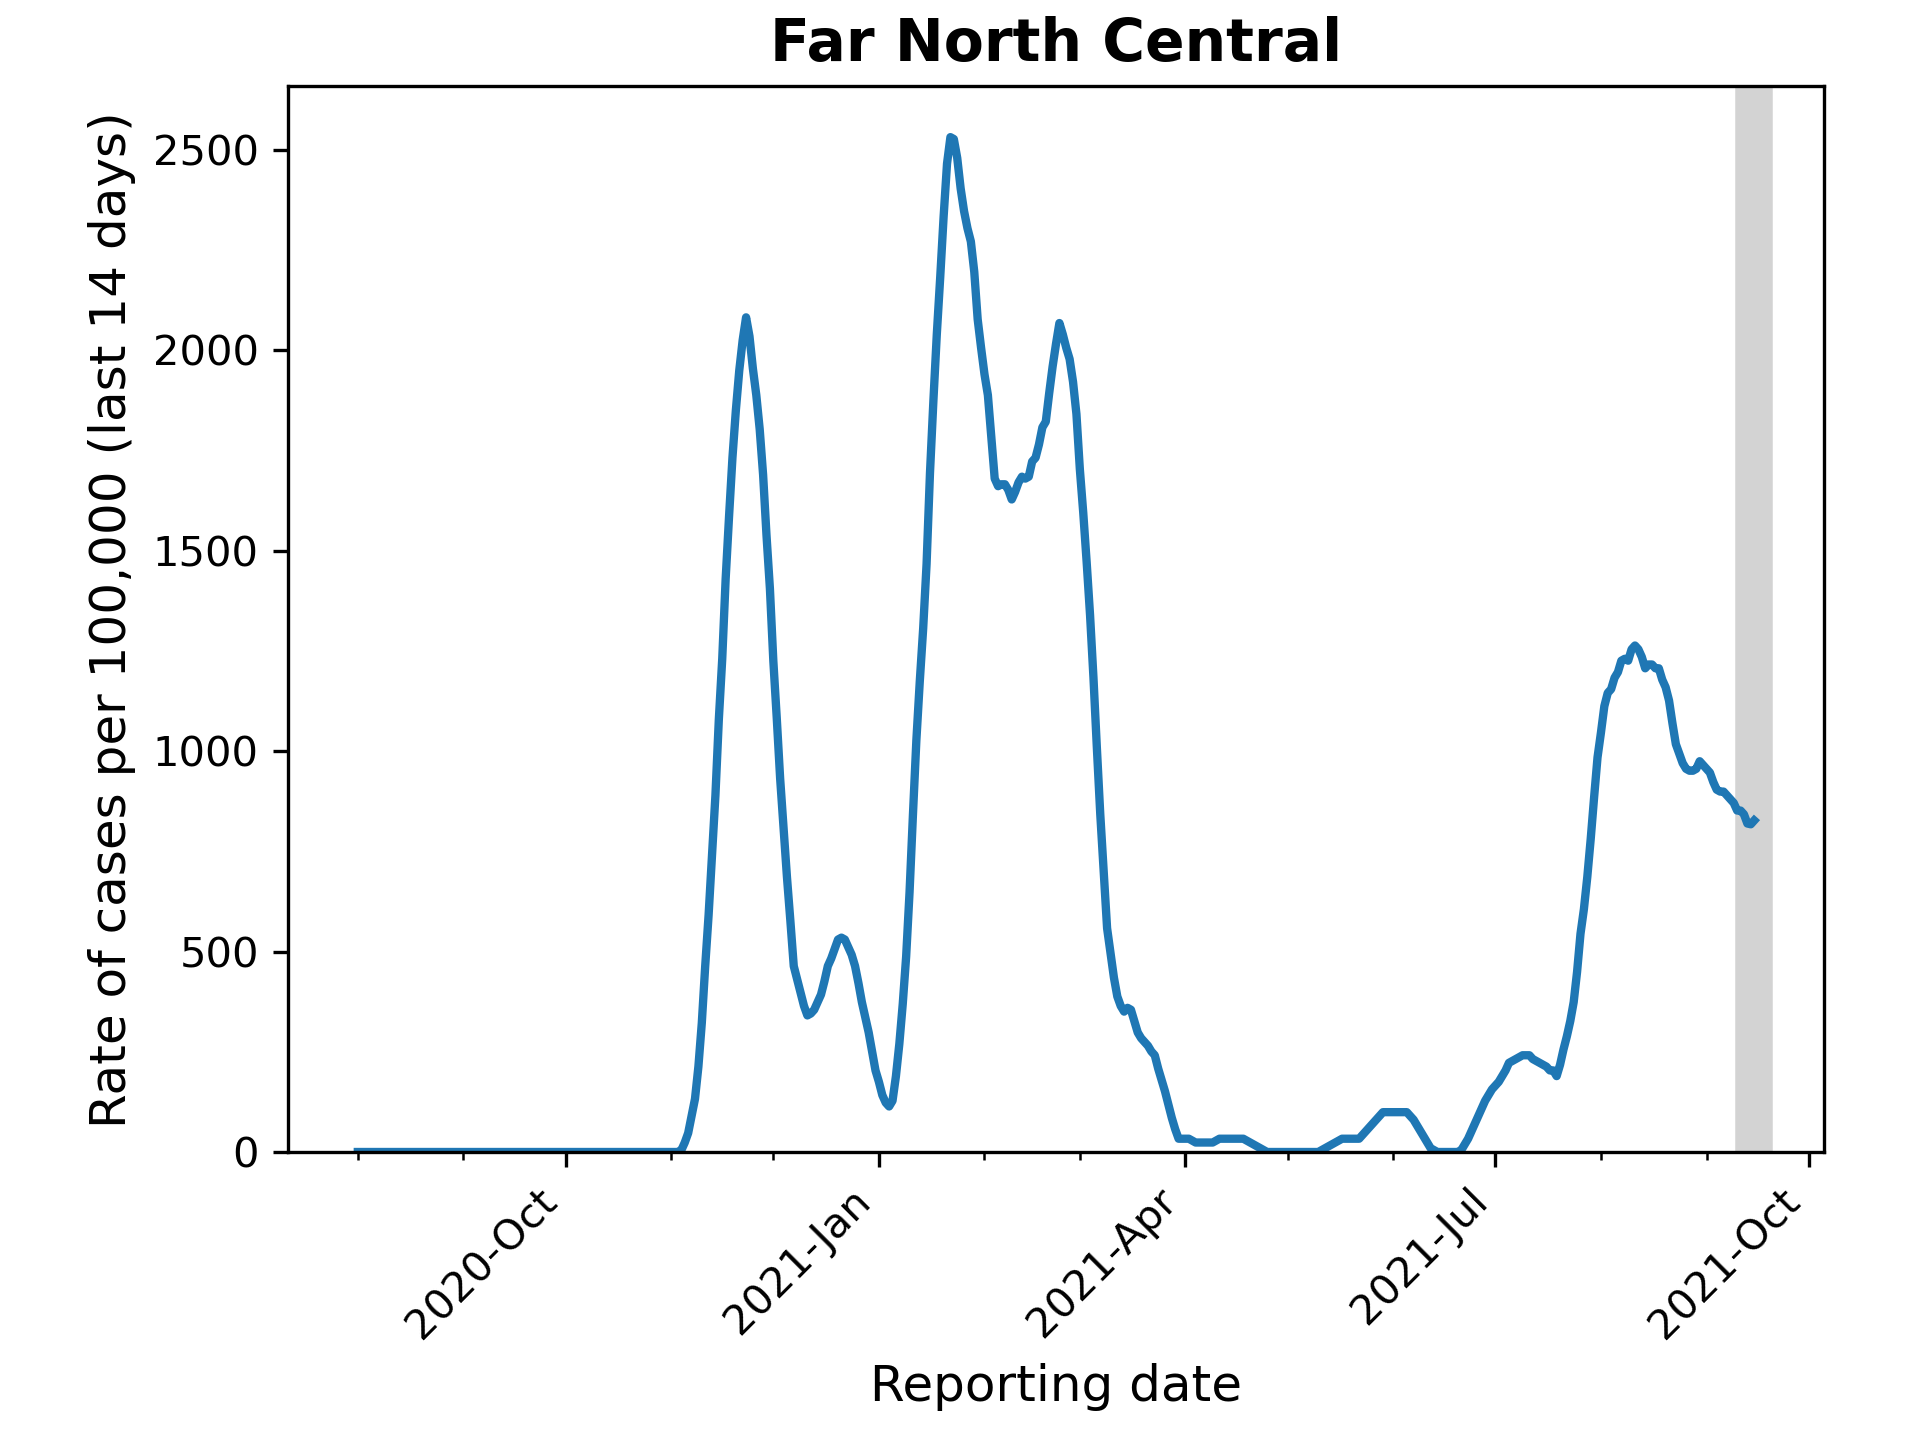 Far North Central
Rate of cases per 100,000 (last 14 days)
2500
2000
1500
1000
500
0
2020-Oct
2021-Jan
2021-Apr
2021-Jul
2021-Oct
Reporting date